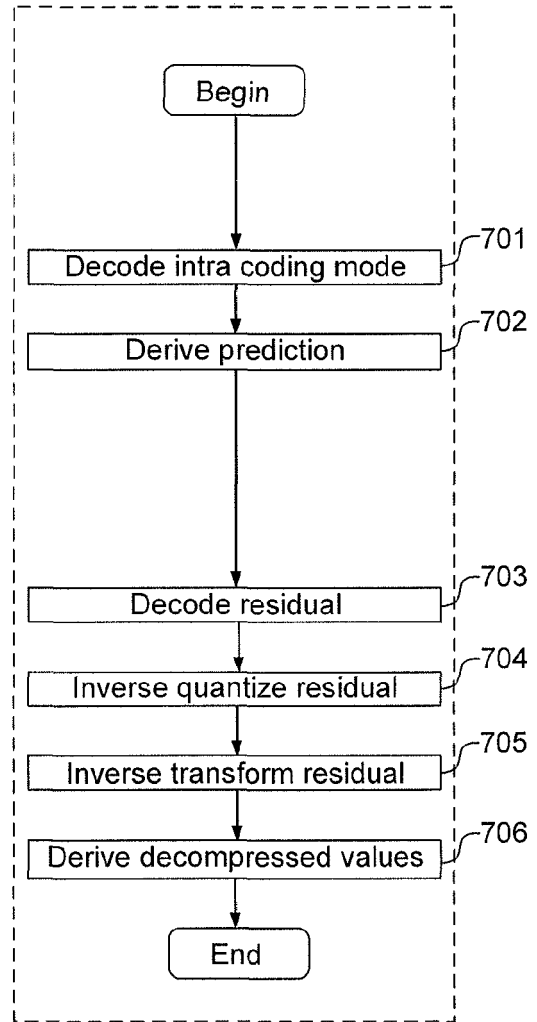 Begin
701
Decode intra coding mode
702
Derive prediction
703
Decode residual
704
Inverse quantize residual
705
Inverse transform residual
706
Derive decompressed values
End